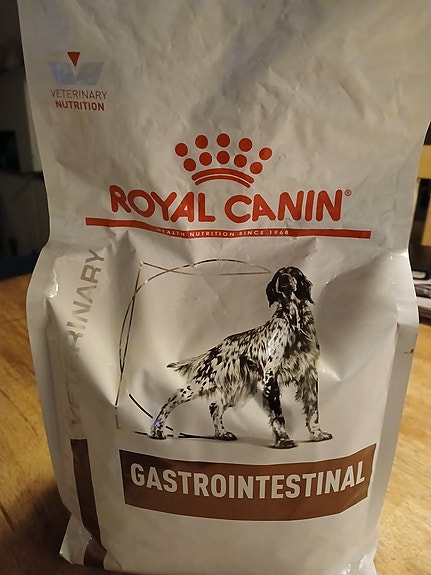 VETERINARY
NUTRITION
ROYAL CANIN®
HEALTH NUTRITION SINCE 1968
VETERINARY
GASTROINTESTINAL